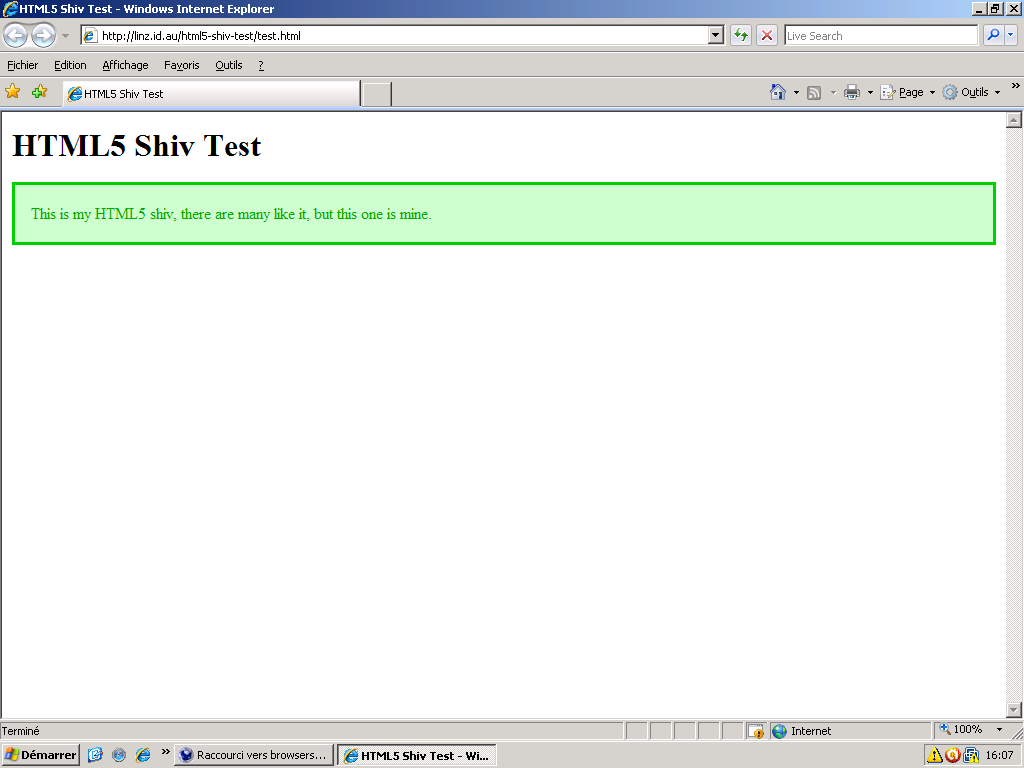 HTML5 Shiv Test - Windows Internet Explorer
http://linz.id.au/html5-shiv-test/test.html
Live Search
Fichier Edition Affichage Favoris Outils ?
HTML5 Shiv Test
Page Outils »
HTML5 Shiv Test
This is my HTML5 shiv, there are many like it, but this one is mine.
Terminé
Internet
100%
Démarrer
»
Raccourci vers browsers...
HTML5 Shiv Test - Wi...
16:07